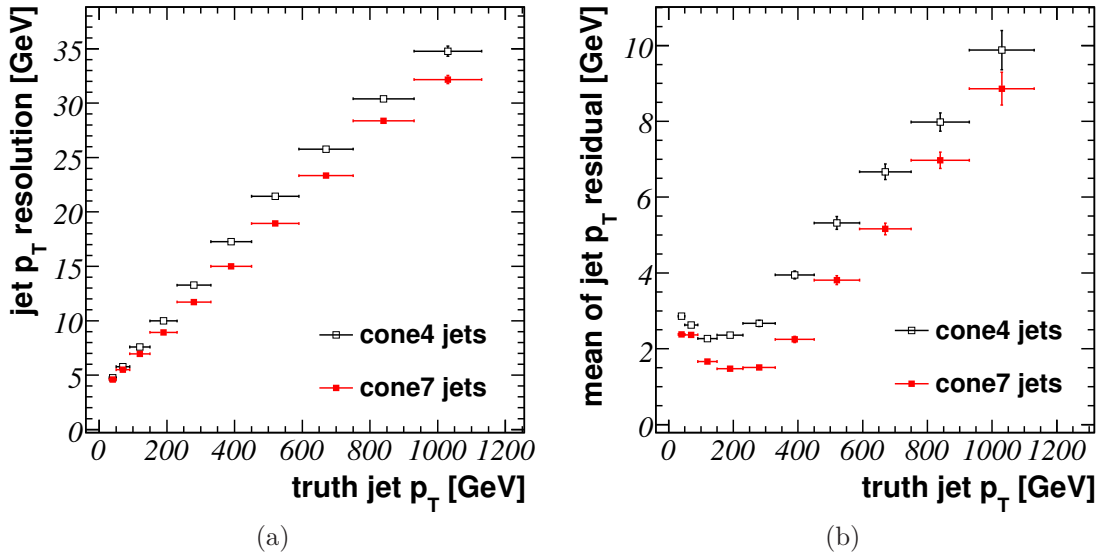 jet p_T resolution [GeV]
35
30
25
20
15
10
5
0
cone4 jets
cone7 jets
0 200 400 600 800 1000 1200
truth jet p_T [GeV]
(a)
mean of jet p_T residual [GeV]
10
8
6
4
2
0
cone4 jets
cone7 jets
0 200 400 600 800 1000 1200
truth jet p_T [GeV]
(b)